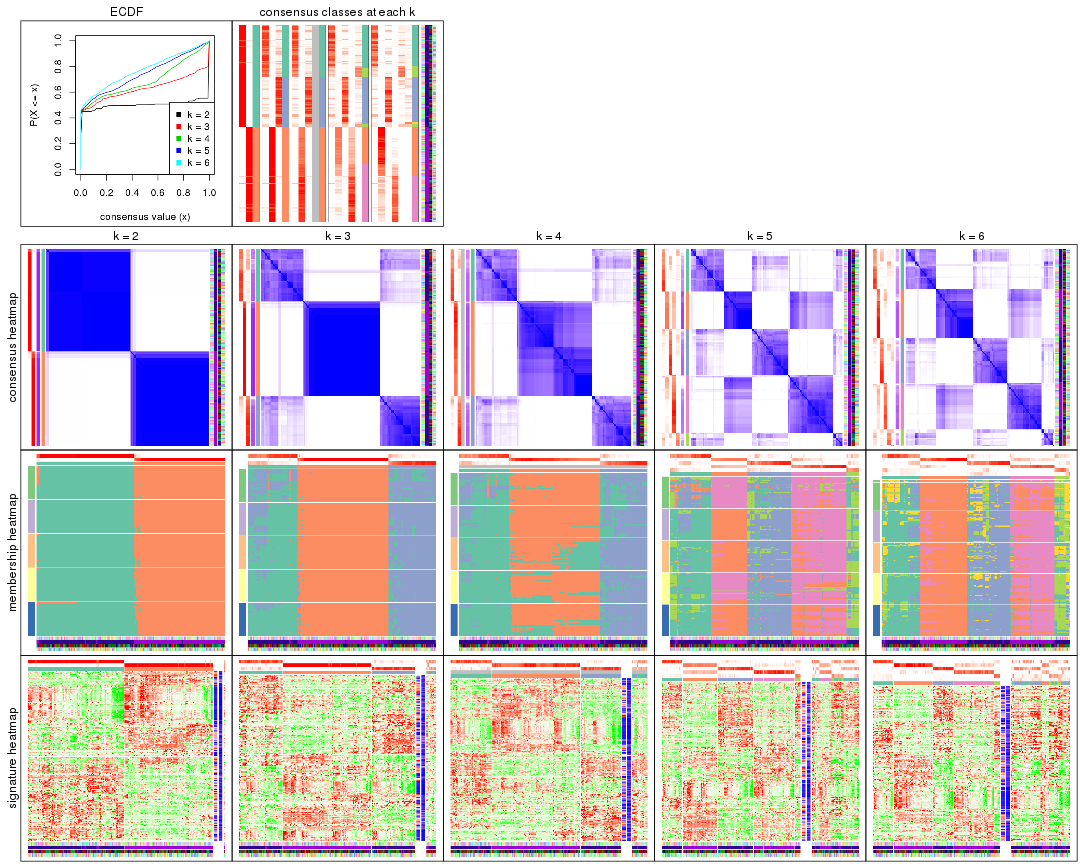 ECDF
consensus classes at each k
P(X <= x)
0.0 0.2 0.4 0.6 0.8 1.0
k = 2
k = 3
k = 4
k = 5
k = 6
0.0 0.2 0.4 0.6 0.8 1.0
consensus value (x)
k = 2
k = 3
k = 4
k = 5
k = 6
consensus heatmap
membership heatmap
signature heatmap